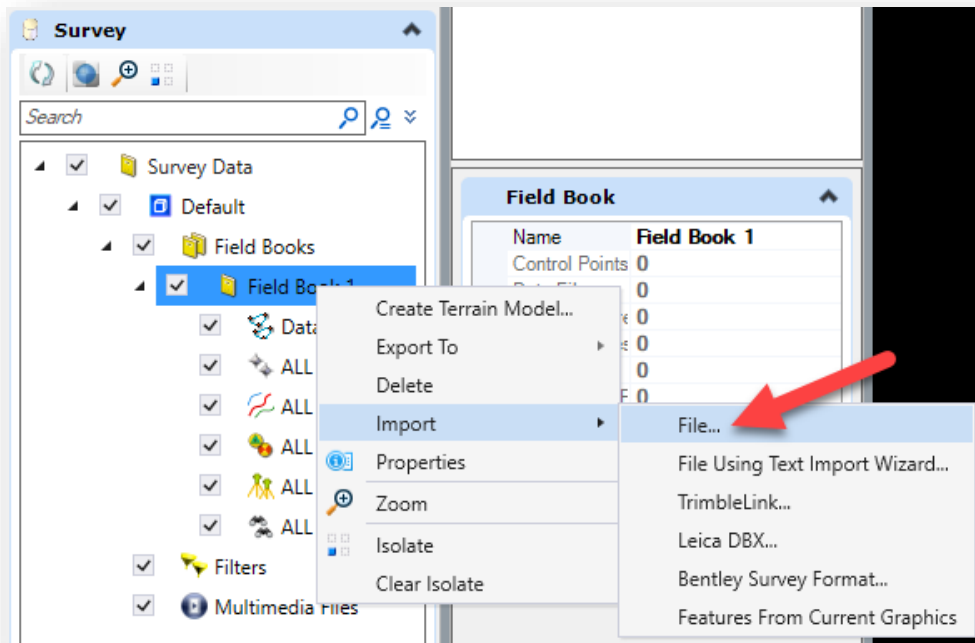 Survey
Search
Survey Data
Default
Field Books
Field Book 1
Data
ALL
ALL
ALL
ALL
ALL
Filters
Multimedia Files
Field Book
Name Field Book 1
Control Points 0
0
0
0
0
0
Create Terrain Model...
Export To
Delete
Import
Properties
Zoom
Isolate
Clear Isolate
File...
File Using Text Import Wizard...
TrimbleLink...
Leica DBX...
Bentley Survey Format...
Features From Current Graphics